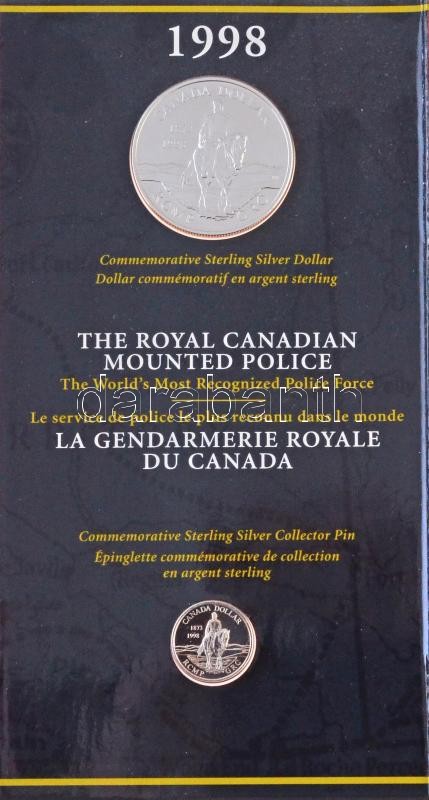 1998
CANADA DOLLAR
1873
1998
RCMP GRC
Commemorative Sterling Silver Dollar
Dollar commémoratif en argent sterling
THE ROYAL CANADIAN
MOUNTED POLICE
The World's Most Recognized Police Force
darabanth
Le service de police le plus reconnu dans le monde
LA GENDARMERIE ROYALE
DU CANADA
Commemorative Sterling Silver Collector Pin
Épinglette commémorative de collection
en argent sterling
CANADA DOLLAR
1873
1998
RCMP GRC